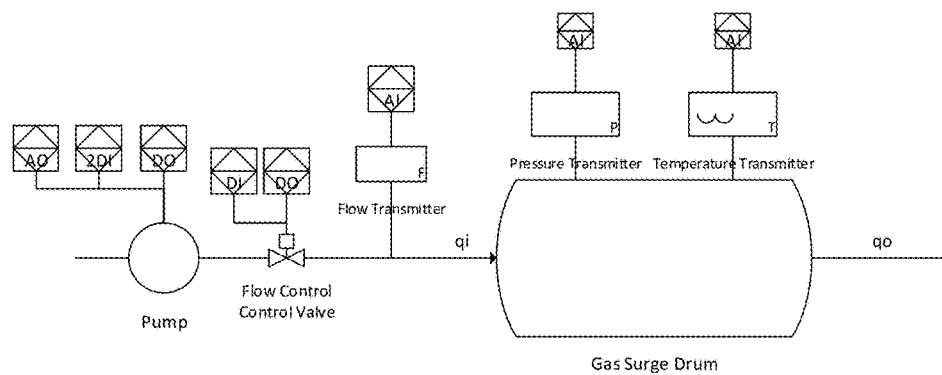 AI
AI
AI
AO
2DI
DO
P
T
DI
DO
F
Pressure Transmitter
Temperature Transmitter
Flow Transmitter
qi
qo
Flow Control
Control Valve
Pump
Gas Surge Drum